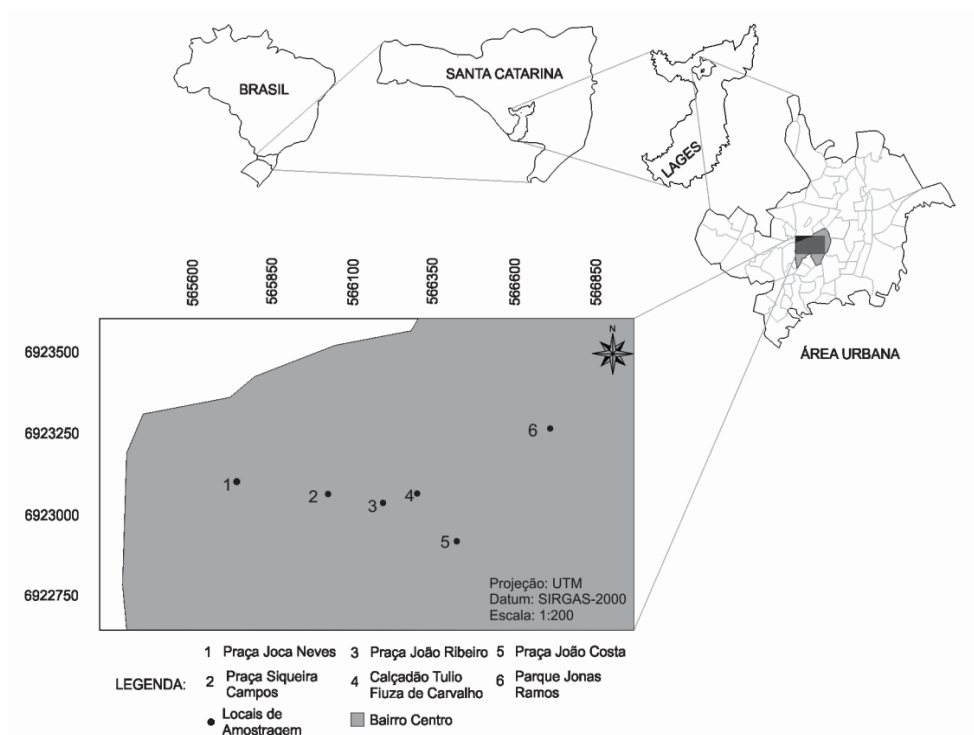 BRASIL
SANTA CATARINA
LAGES
ÁREA URBANA
565600
565850
566100
566350
566600
566850
6923500
6923250
6923000
6922750
N
1
2
3
4
5
6
Projeção: UTM
Datum: SIRGAS-2000
Escala: 1:200
LEGENDA:
1 Praça Joca Neves
2 Praça Siqueira
Campos
Locais de
Amostragem
3 Praça João Ribeiro
4 Calçadão Tulio
Fiuza de Carvalho
Bairro Centro
5 Praça João Costa
6 Parque Jonas
Ramos